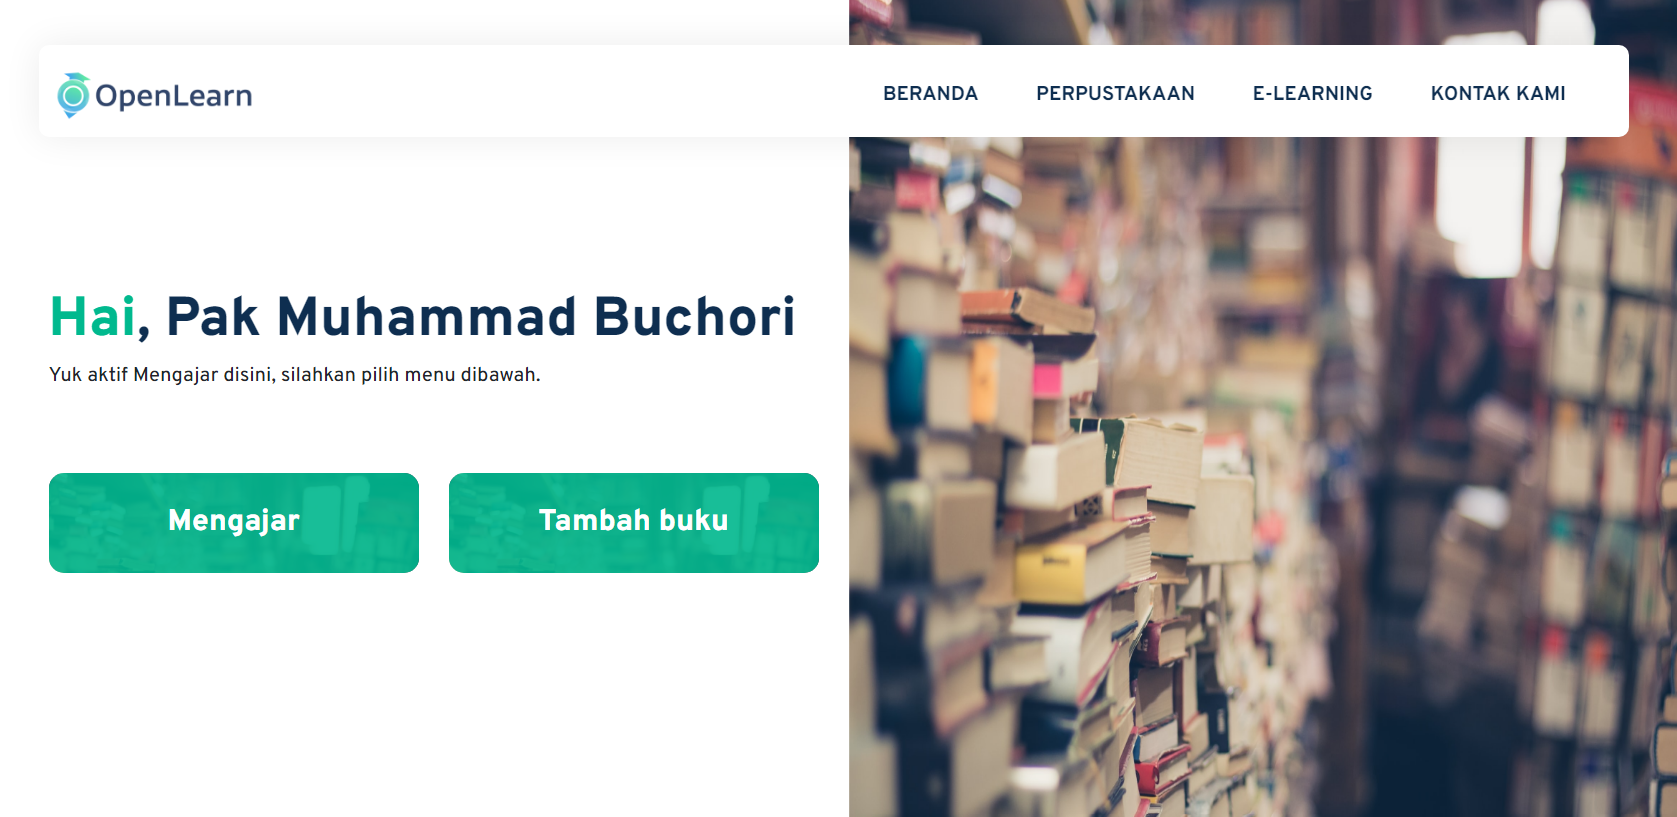 OpenLearn
BERANDA PERPUSTAKAAN E-LEARNING KONTAK KAMI
Hai, Pak Muhammad Buchori
Yuk aktif Mengajar disini, silahkan pilih menu dibawah.
Mengajar
Tambah buku